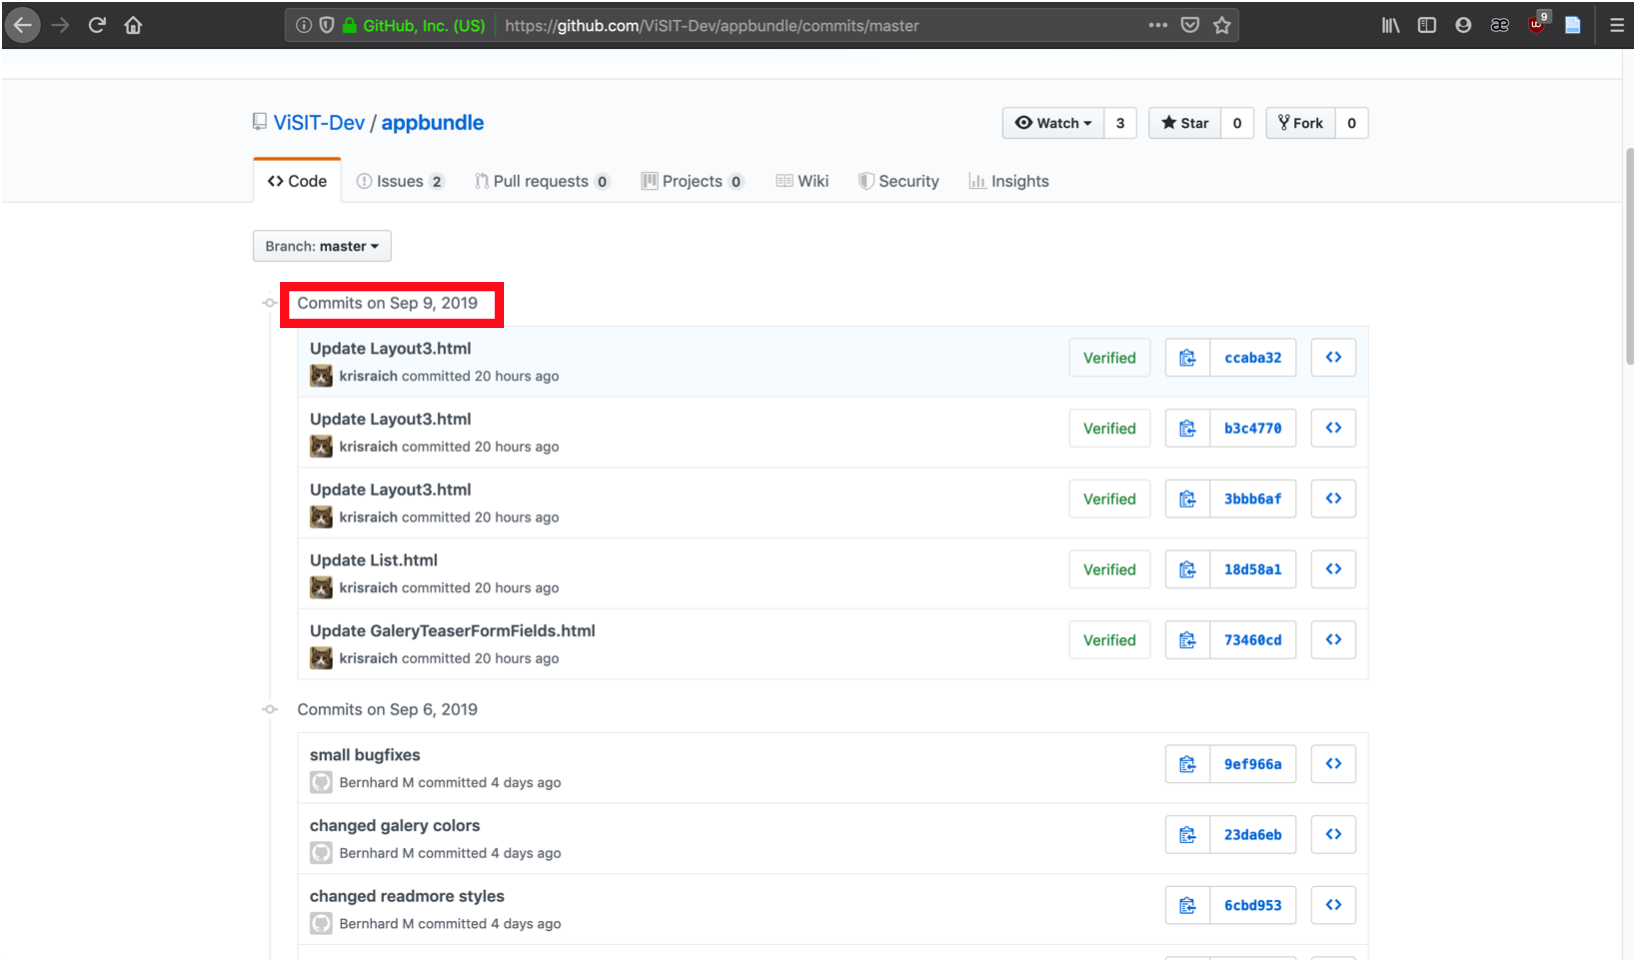 GitHub, Inc. (US) https://github.com/ViSIT-Dev/appbundle/commits/master
9
ViSIT-Dev / appbundle
Watch 3 Star 0 Fork 0
Code Issues 2 Pull requests 0 Projects 0 Wiki Security Insights
Branch: master
Commits on Sep 9, 2019
Update Layout3.html
Verified ccaba32
krisraich committed 20 hours ago
Update Layout3.html
Verified b3c4770
krisraich committed 20 hours ago
Update Layout3.html
Verified 3bbb6af
krisraich committed 20 hours ago
Update List.html
Verified 18d58a1
krisraich committed 20 hours ago
Update GaleryTeaserFormFields.html
Verified 73460cd
krisraich committed 20 hours ago
Commits on Sep 6, 2019
small bugfixes
9ef966a
Bernhard M committed 4 days ago
changed galery colors
23da6eb
Bernhard M committed 4 days ago
changed readmore styles
6cbd953
Bernhard M committed 4 days ago